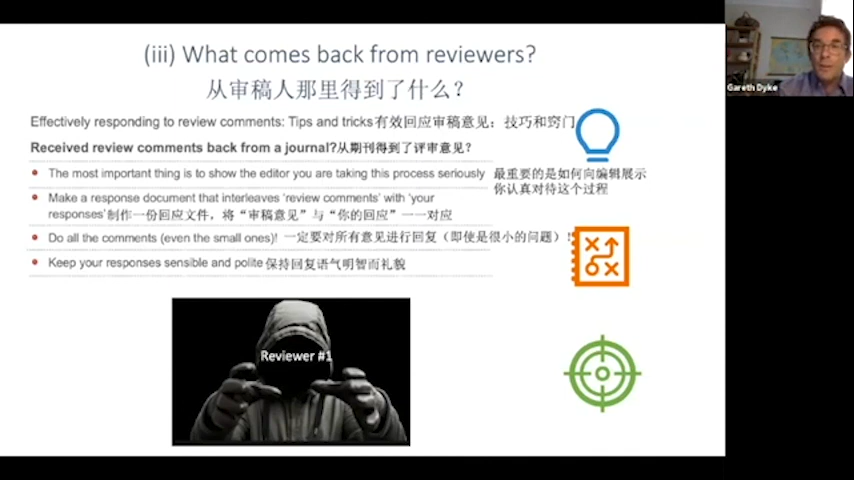 (iii) What comes back from reviewers?
从审稿人那里得到了什么？
Effectively responding to review comments: Tips and tricks有效回应审稿意见：技巧和窍门
Received review comments back from a journal?从期刊得到了评审意见？
The most important thing is to show the editor you are taking this process seriously 最重要的是如何向编辑展示
你认真对待这个过程
Make a response document that interleaves 'review comments' with 'your
responses'制作一份回应文件，将“审稿意见”与“你的回应”一一对应
Do all the comments (even the small ones)! 一定要对所有意见进行回复（即使是很小的问题）！
Keep your responses sensible and polite 保持回复语气明智而礼貌
Reviewer #1
Gareth Dyke